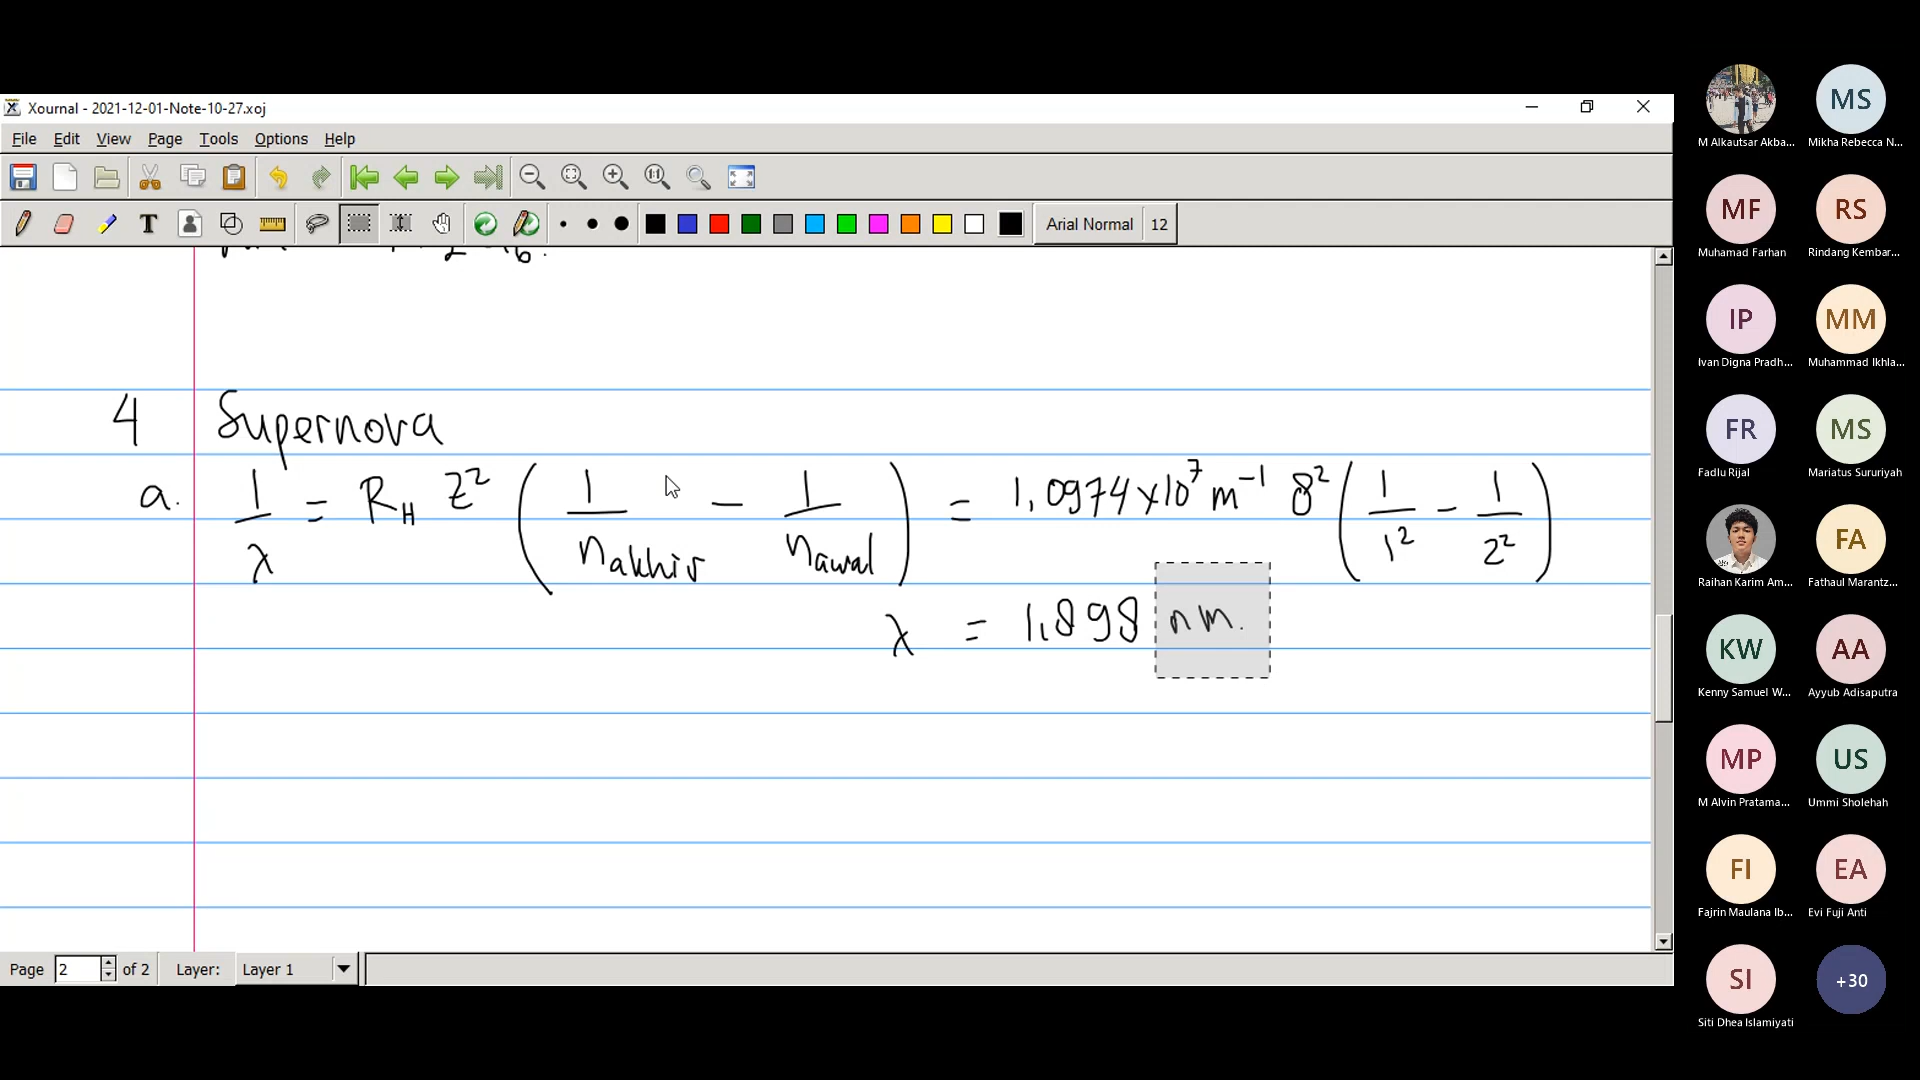 Xournal - 2021-12-01-Note-10-27.xoj
File Edit View Page Tools Options Help
Arial Normal 12
4 Supernova
a. 1/λ = R_H Z² (1/n_akhir − 1/n_awal) = 1,0974×10⁷ m⁻¹ 8² (1/1² − 1/2²)
λ = 1,898 nm.
Page 2 of 2 Layer: Layer 1
M Alkautsar Akba...
MS
Mikha Rebecca N...
MF
Muhamad Farhan
RS
Rindang Kembar...
IP
Ivan Digna Pradh...
MM
Muhammad Ikhla...
FR
Fadlu Rijal
MS
Mariatus Sururiyah
Raihan Karim Am...
FA
Fathaul Marantz...
KW
Kenny Samuel W...
AA
Ayyub Adisaputra
MP
M Alvin Pratama...
US
Ummi Sholehah
FI
Fajrin Maulana Ib...
EA
Evi Fuji Anti
SI
Siti Dhea Islamiyati
+30